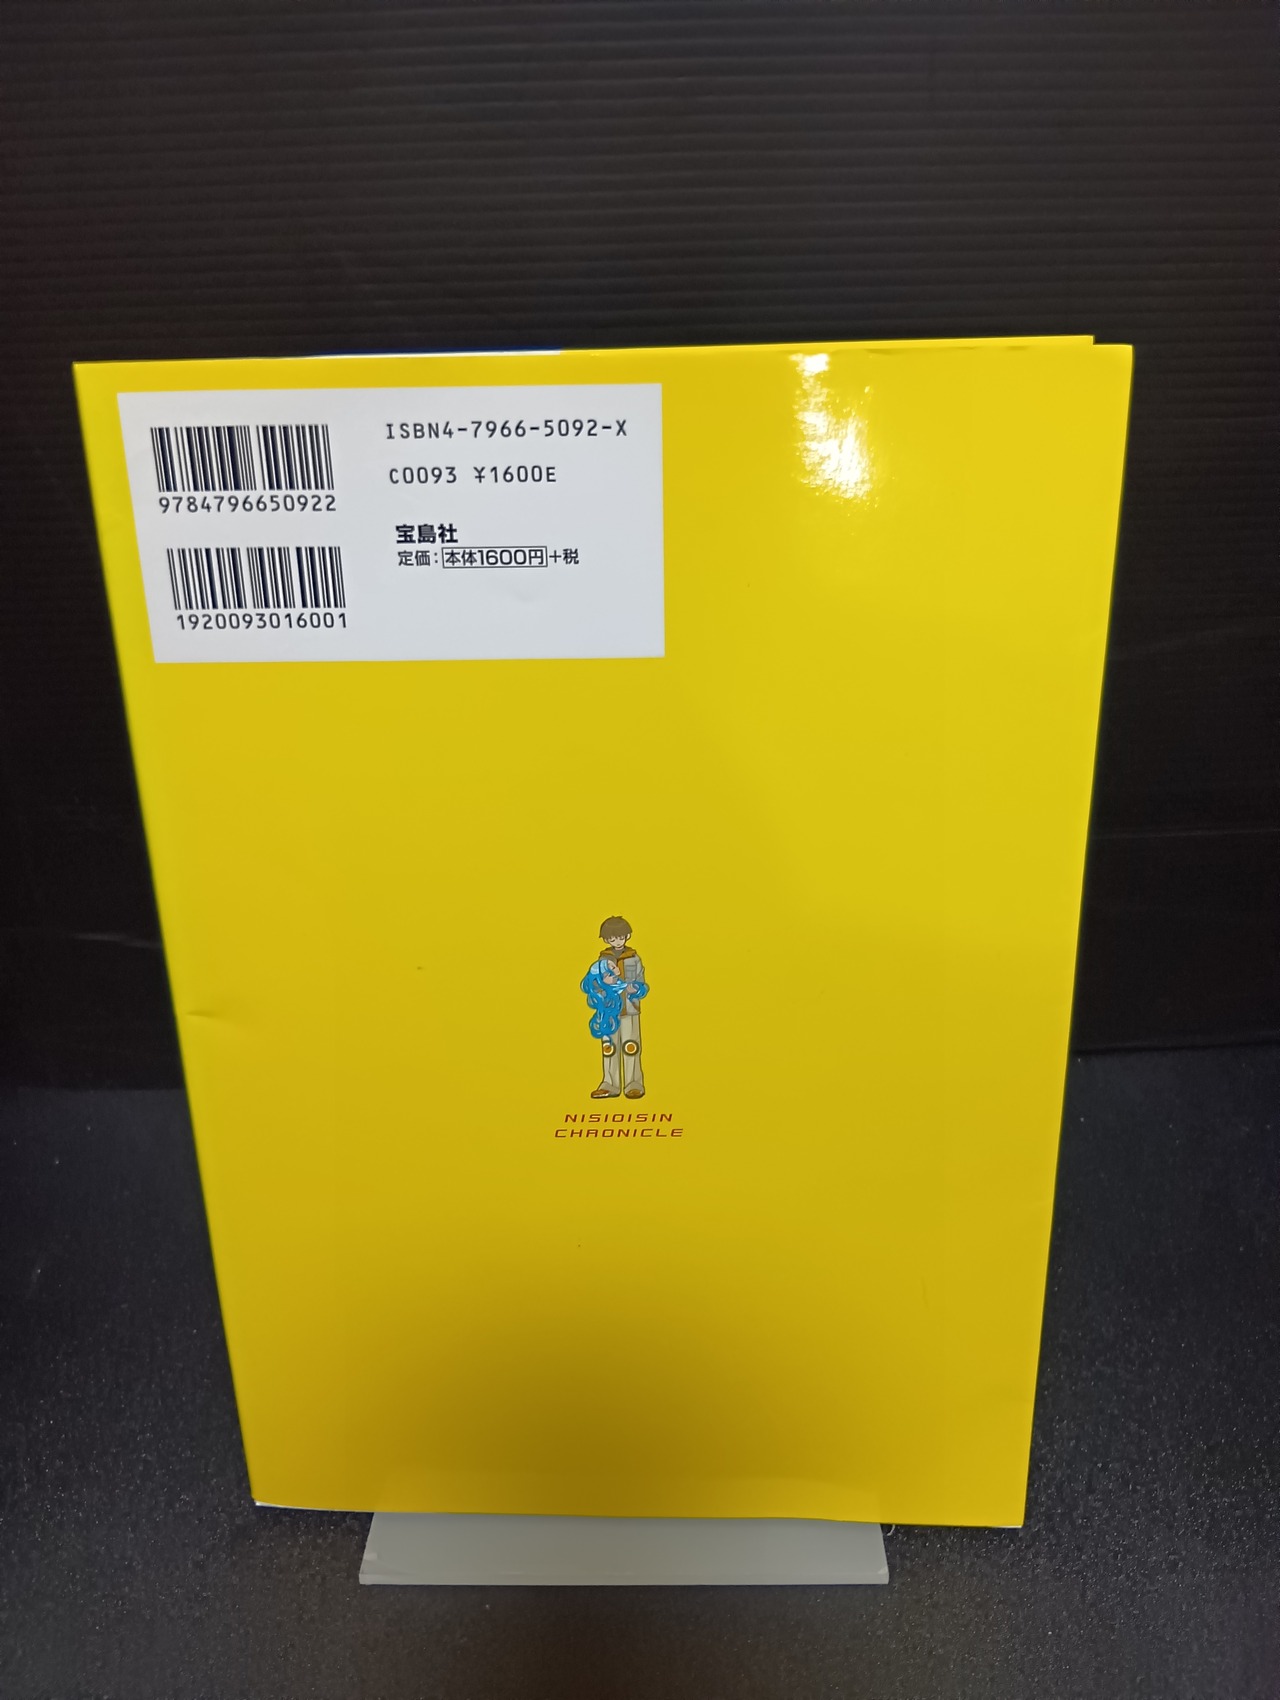 ISBN4-7966-5092-X
C0093 ¥1600E
9784796650922
宝島社
定価：本体1600円+税
1920093016001
NISIOISIN
CHRONICLE